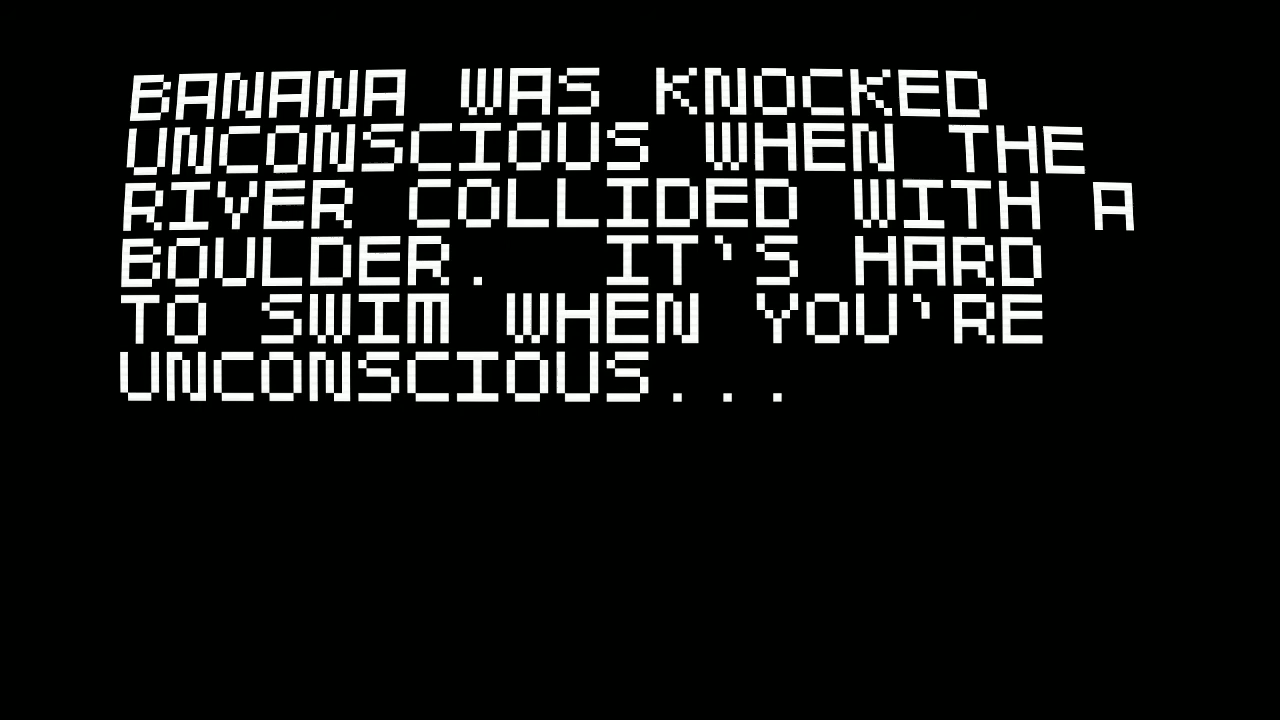 BANANA WAS KNOCKED
UNCONSCIOUS WHEN THE
RIVER COLLIDED WITH A
BOULDER.  IT'S HARD
TO SWIM WHEN YOU'RE
UNCONSCIOUS...